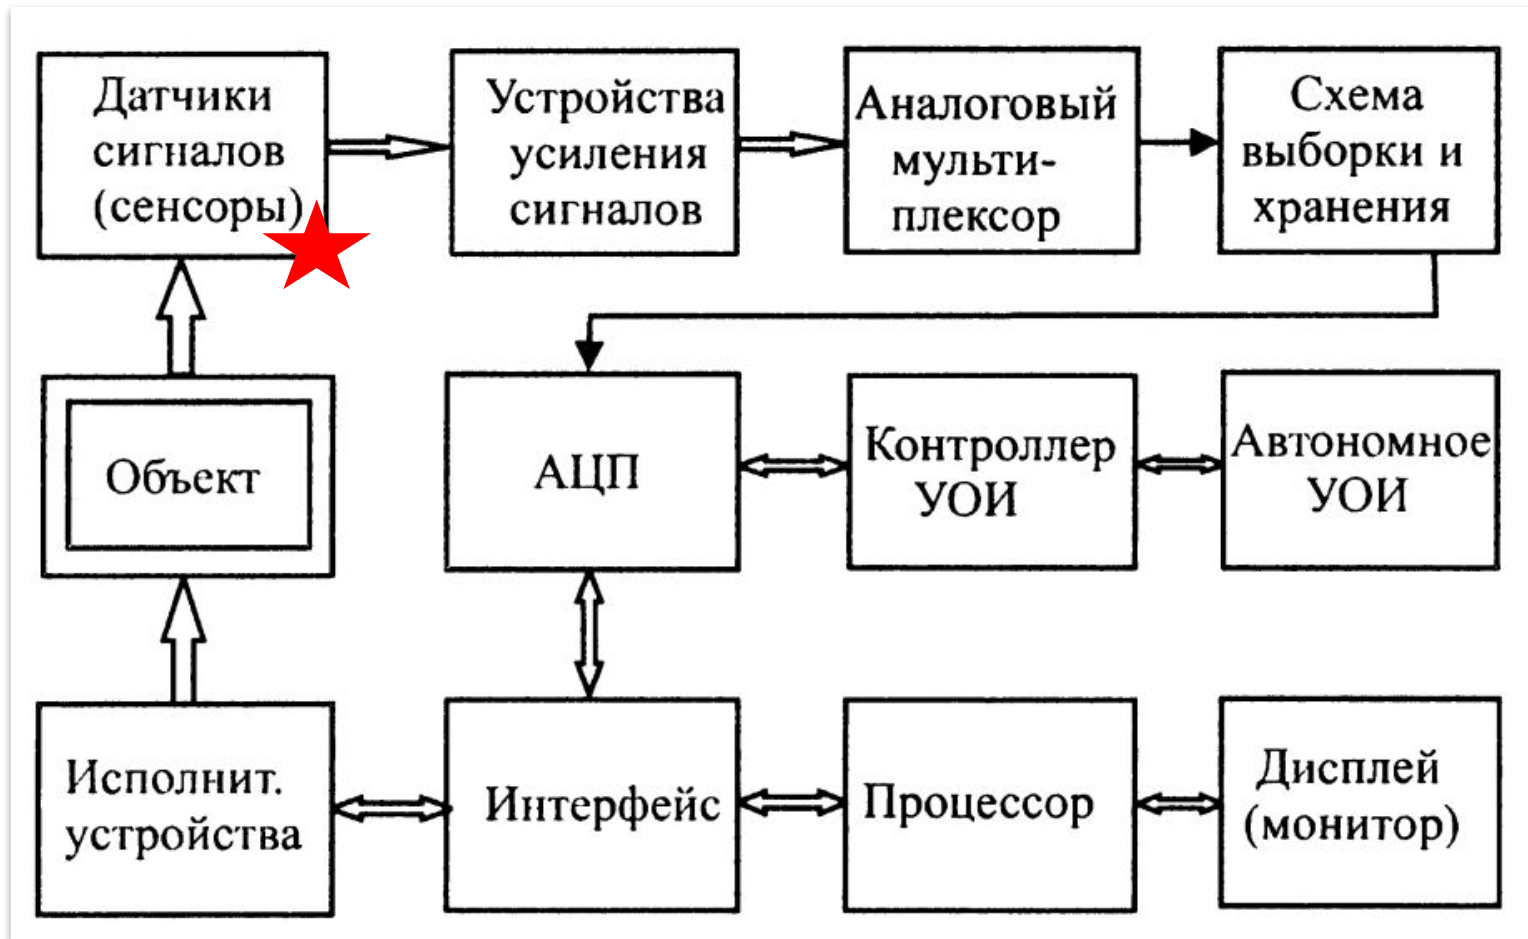 Датчики
сигналов
(сенсоры)
Устройства
усиления
сигналов
Аналоговый
мульти-
плексор
Схема
выборки и
хранения
Объект
АЦП
Контроллер
УОИ
Автономное
УОИ
Исполнит.
устройства
Интерфейс
Процессор
Дисплей
(монитор)